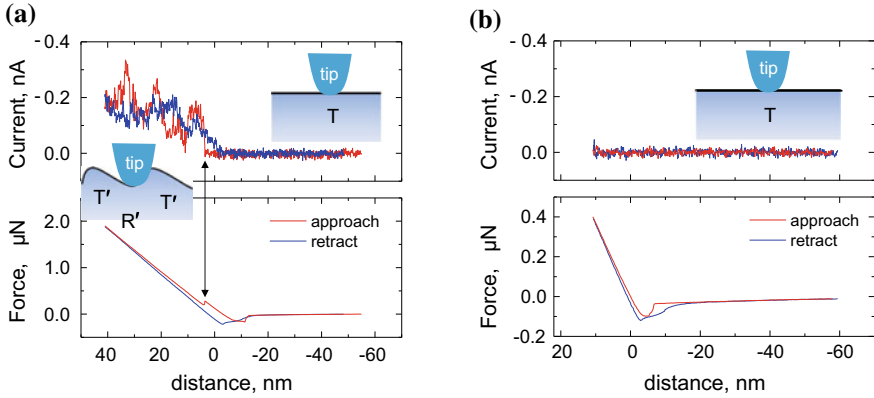 (a)
Current, nA
- 0.4
- 0.2
0.0
tip
T
tip
T′ T′
R′
Force, μN
2.0
1.0
0.0
approach
retract
40 20 0 -20 -40 -60
distance, nm
(b)
Current, nA
- 0.4
- 0.2
0.0
tip
T
Force, μN
0.4
0.2
0.0
-0.2
approach
retract
20 0 -20 -40 -60
distance, nm